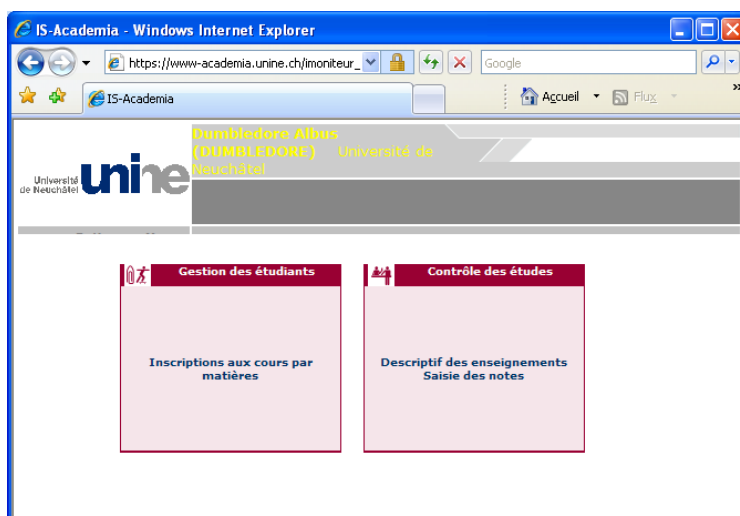 IS-Academia - Windows Internet Explorer
https://www-academia.unine.ch/imoniteur_
Google
IS-Academia
Accueil
Flux
»
Dumbledore Albus
(DUMBLEDORE) Université de
Neuchâtel
Université
de Neuchâtel
unine
Gestion des étudiants
Contrôle des études
Inscriptions aux cours par
matières
Descriptif des enseignements
Saisie des notes